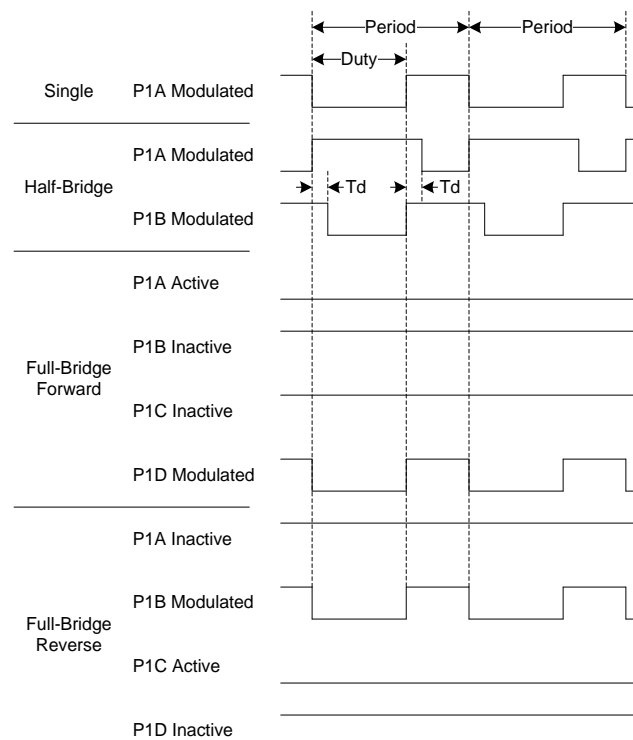 Period Period
Duty
Single P1A Modulated
P1A Modulated
Half-Bridge Td Td
P1B Modulated
P1A Active
P1B Inactive
Full-Bridge
Forward
P1C Inactive
P1D Modulated
P1A Inactive
P1B Modulated
Full-Bridge
Reverse
P1C Active
P1D Inactive